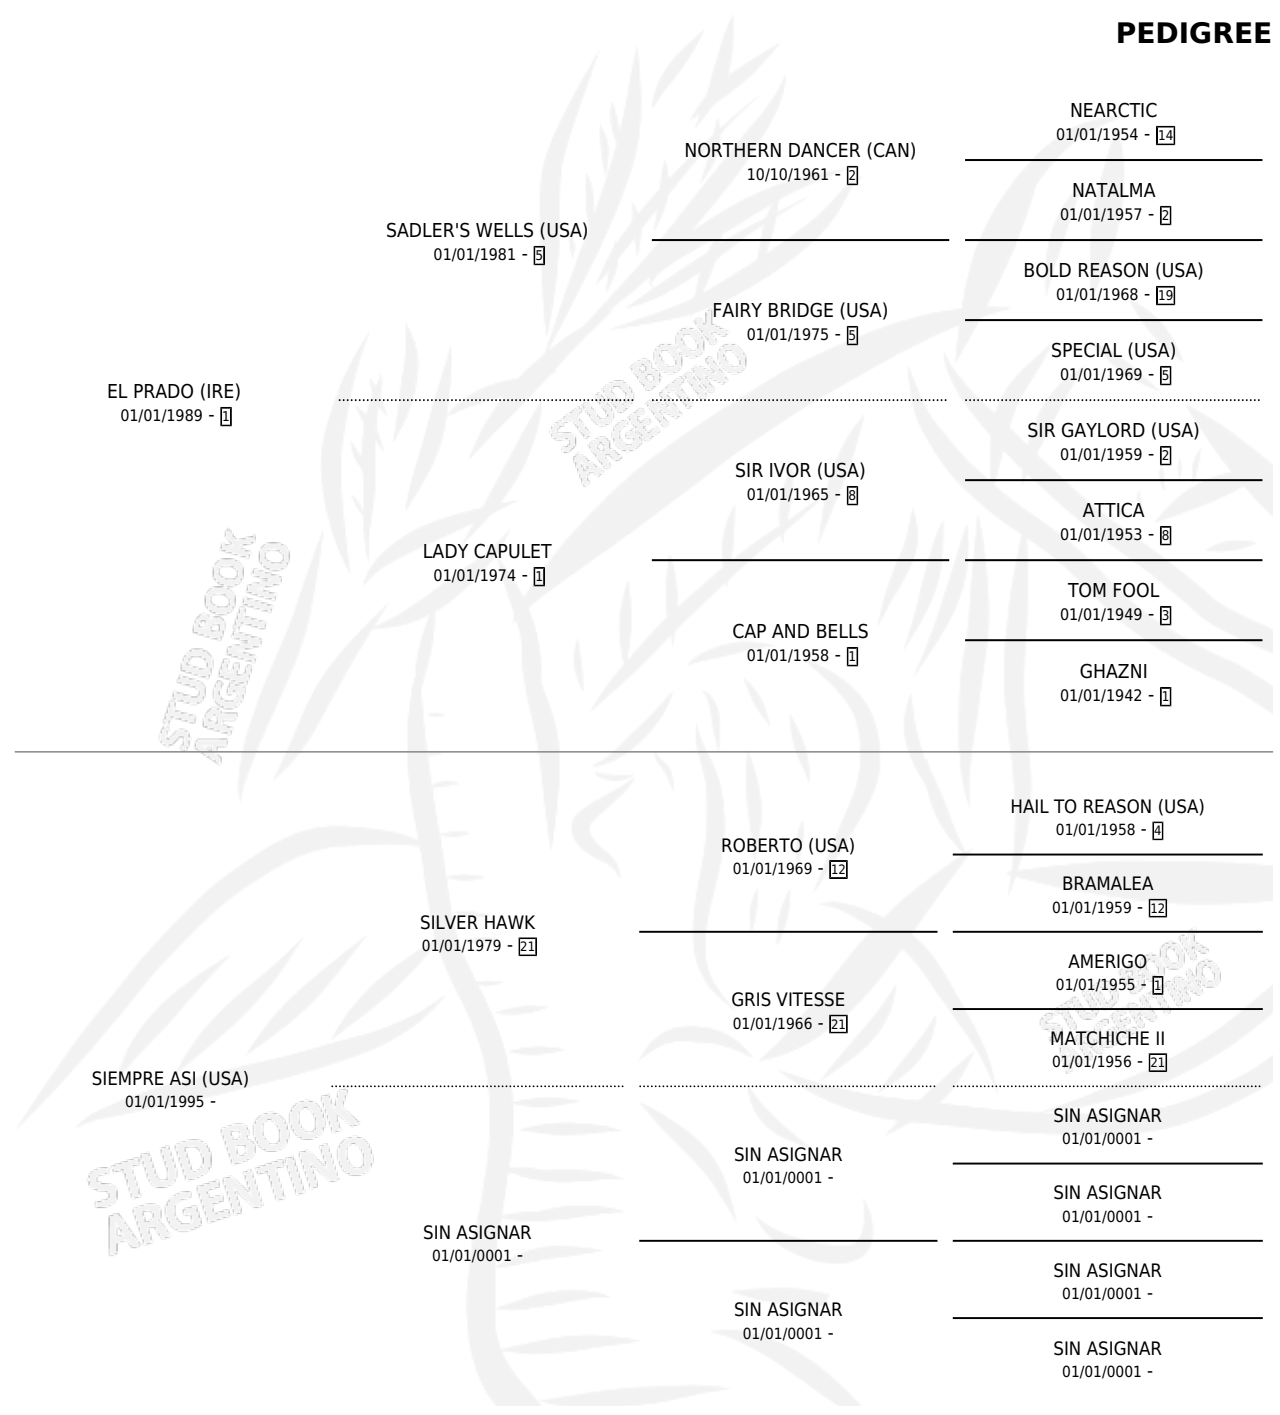 PEDIGREE
NEARCTIC
01/01/1954 - 14
NORTHERN DANCER (CAN)
10/10/1961 - 2
NATALMA
01/01/1957 - 2
SADLER'S WELLS (USA)
01/01/1981 - 5
BOLD REASON (USA)
01/01/1968 - 19
FAIRY BRIDGE (USA)
01/01/1975 - 5
SPECIAL (USA)
01/01/1969 - 5
EL PRADO (IRE)
01/01/1989 - 1
STUD BOOK
ARGENTINO
SIR GAYLORD (USA)
01/01/1959 - 2
SIR IVOR (USA)
01/01/1965 - 8
ATTICA
01/01/1953 - 8
LADY CAPULET
01/01/1974 - 1
TOM FOOL
01/01/1949 - 3
CAP AND BELLS
01/01/1958 - 1
GHAZNI
01/01/1942 - 1
STUD BOOK
ARGENTINO
HAIL TO REASON (USA)
01/01/1958 - 4
ROBERTO (USA)
01/01/1969 - 12
BRAMALEA
01/01/1959 - 12
SILVER HAWK
01/01/1979 - 21
AMERIGO
01/01/1955 - 1
GRIS VITESSE
01/01/1966 - 21
MATCHICHE II
01/01/1956 - 21
STUD BOOK
ARGENTINO
SIEMPRE ASI (USA)
01/01/1995 -
SIN ASIGNAR
01/01/0001 -
SIN ASIGNAR
01/01/0001 -
SIN ASIGNAR
01/01/0001 -
STUD BOOK
ARGENTINO
SIN ASIGNAR
01/01/0001 -
SIN ASIGNAR
01/01/0001 -
SIN ASIGNAR
01/01/0001 -
SIN ASIGNAR
01/01/0001 -